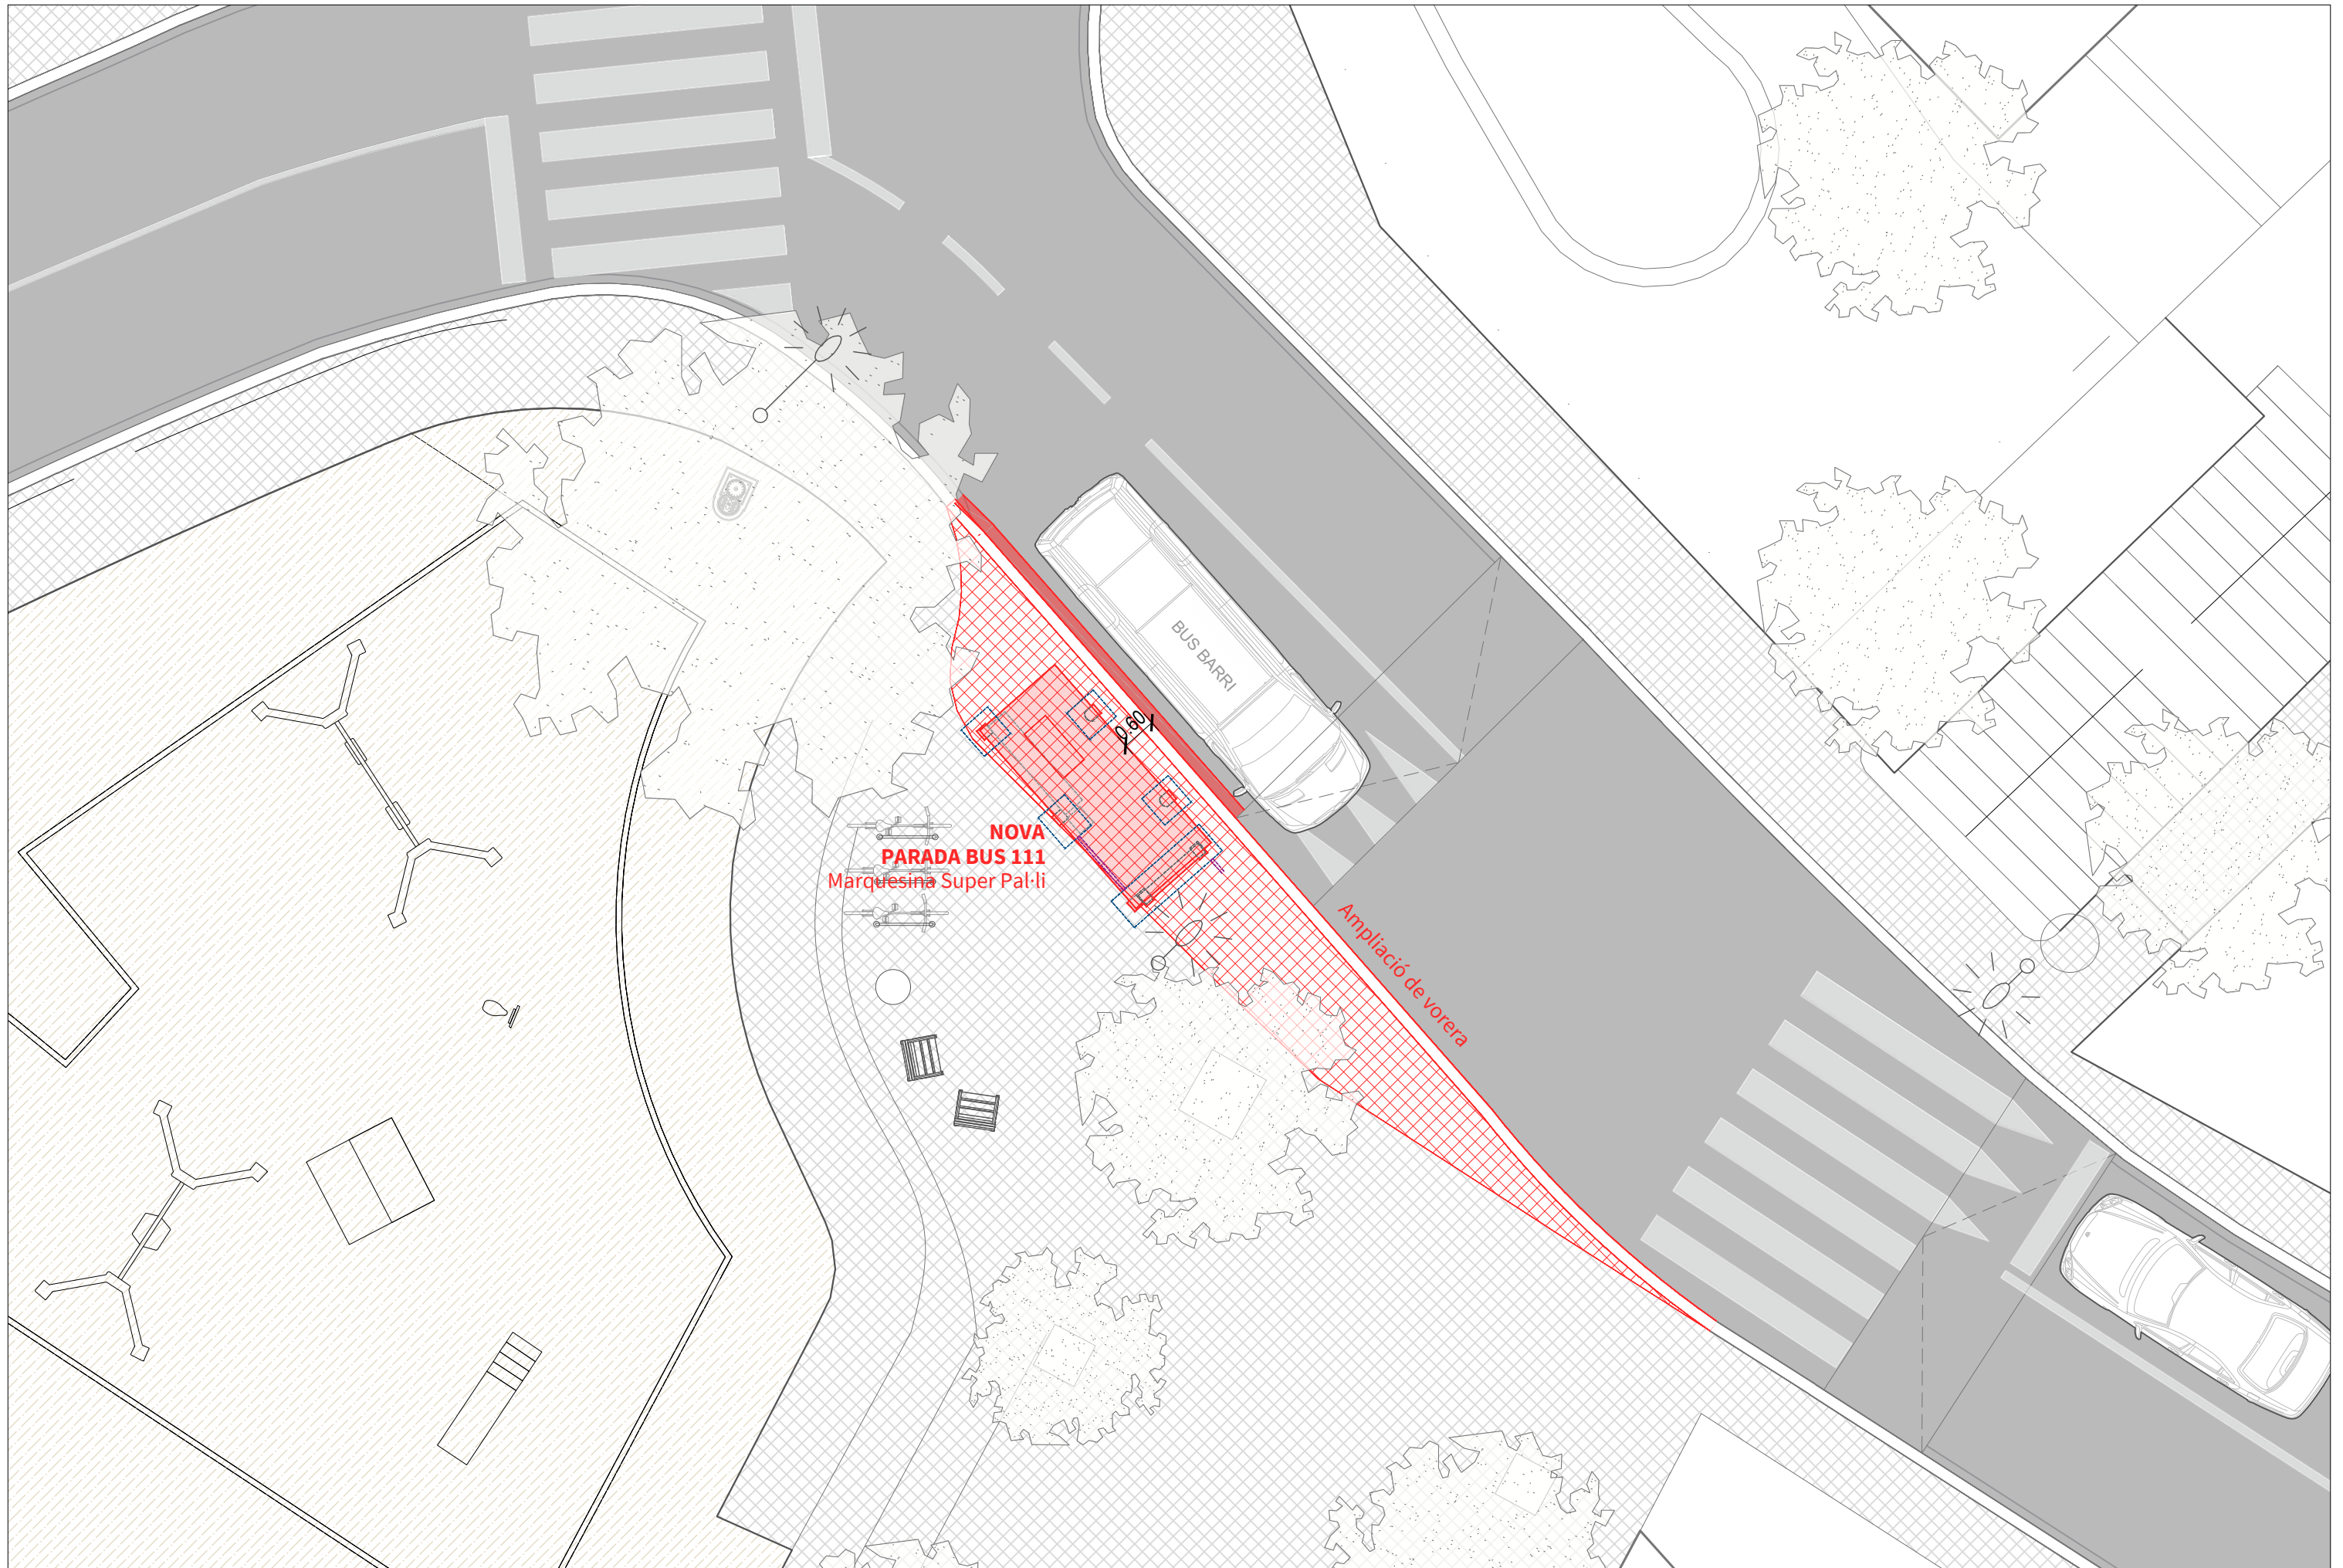 BUS BARRI
0.60
NOVA
PARADA BUS 111
Marquesina Super Pal·li
Ampliació de vorera